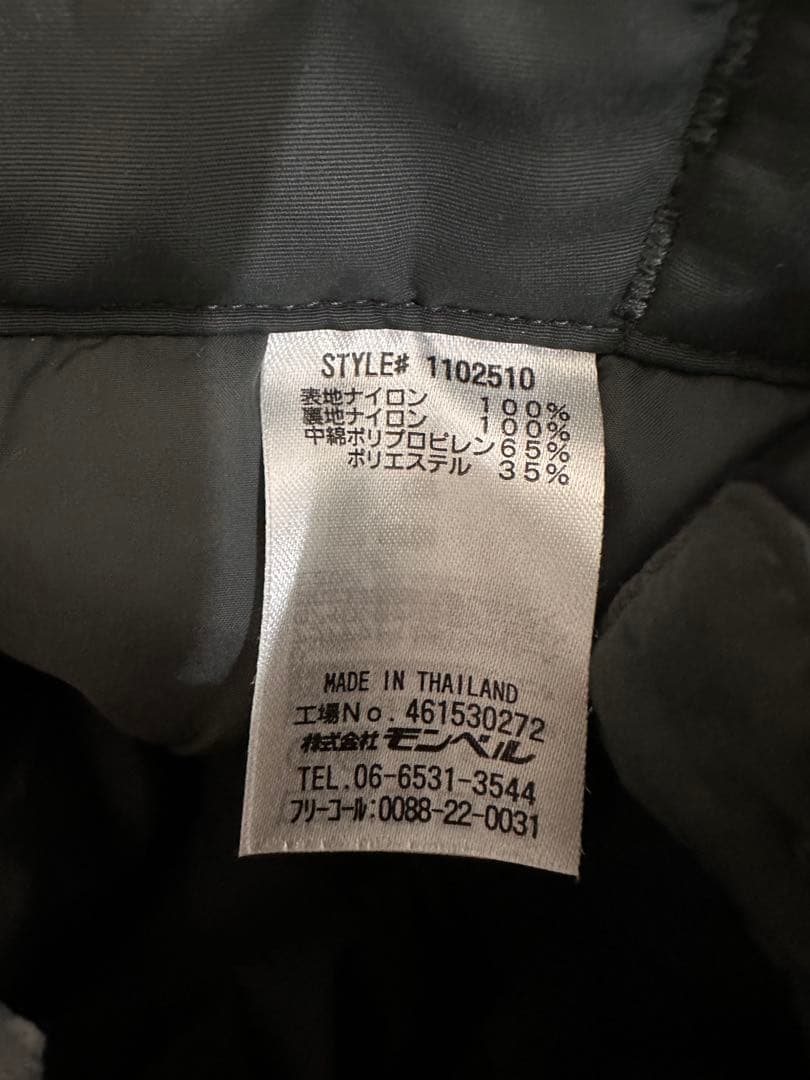 STYLE# 1102510
表地ナイロン 100%
裏地ナイロン 100%
中綿ポリプロピレン65%
ポリエステル 35%
MADE IN THAILAND
工場No. 461530272
株式会社 モンベル
TEL.06-6531-3544
フリーコール:0088-22-0031